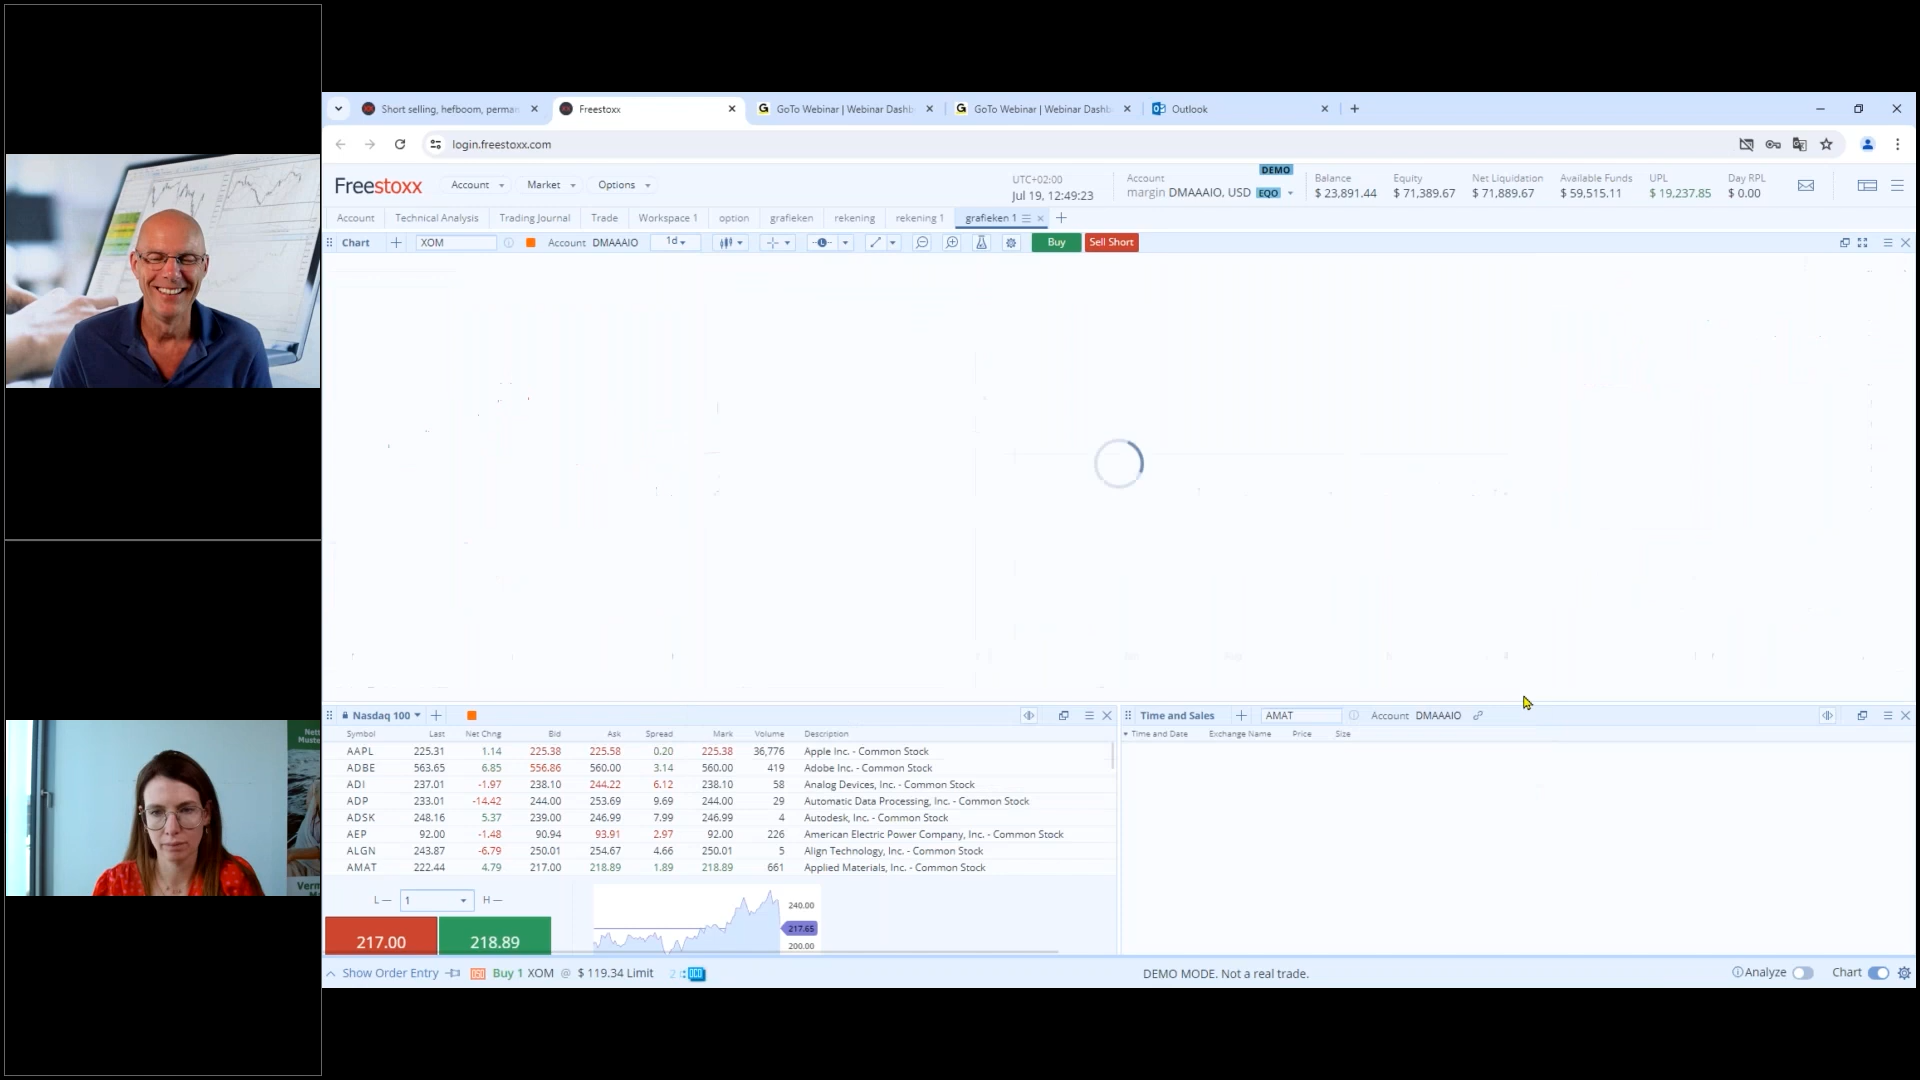 Short selling, hefboom, perma
Freestoxx
GoTo Webinar | Webinar Dashb
GoTo Webinar | Webinar Dashb
Outlook
login.freestoxx.com
Freestoxx
Account
Market
Options
UTC+02:00
Jul 19, 12:49:23
Account
margin DMAAAIO, USD EQO
DEMO
Balance
$ 23,891.44
Equity
$ 71,389.67
Net Liquidation
$ 71,889.67
Available Funds
$ 59,515.11
UPL
$ 19,237.85
Day RPL
$ 0.00
Account Technical Analysis Trading Journal Trade Workspace 1 option grafieken rekening rekening 1 grafieken 1
Chart XOM Account DMAAAIO 1d Buy Sell Short
Nasdaq 100
Symbol Last Net Chng Bid Ask Spread Mark Volume Description
AAPL 225.31 1.14 225.38 225.58 0.20 225.38 36,776 Apple Inc. - Common Stock
ADBE 563.65 6.85 556.86 560.00 3.14 560.00 419 Adobe Inc. - Common Stock
ADI 237.01 -1.97 238.10 244.22 6.12 238.10 58 Analog Devices, Inc. - Common Stock
ADP 233.01 -14.42 244.00 253.69 9.69 244.00 29 Automatic Data Processing, Inc. - Common Stock
ADSK 248.16 5.37 239.00 246.99 7.99 246.99 4 Autodesk, Inc. - Common Stock
AEP 92.00 -1.48 90.94 93.91 2.97 92.00 226 American Electric Power Company, Inc. - Common Stock
ALGN 243.87 -6.79 250.01 254.67 4.66 250.01 5 Align Technology, Inc. - Common Stock
AMAT 222.44 4.79 217.00 218.89 1.89 218.89 661 Applied Materials, Inc. - Common Stock
L — 1 H —
217.00 218.89
240.00
217.65
200.00
Time and Sales AMAT Account DMAAAIO
Time and Date Exchange Name Price Size
Show Order Entry Buy 1 XOM @ $ 119.34 Limit 2 : OCO
DEMO MODE. Not a real trade.
Analyze Chart